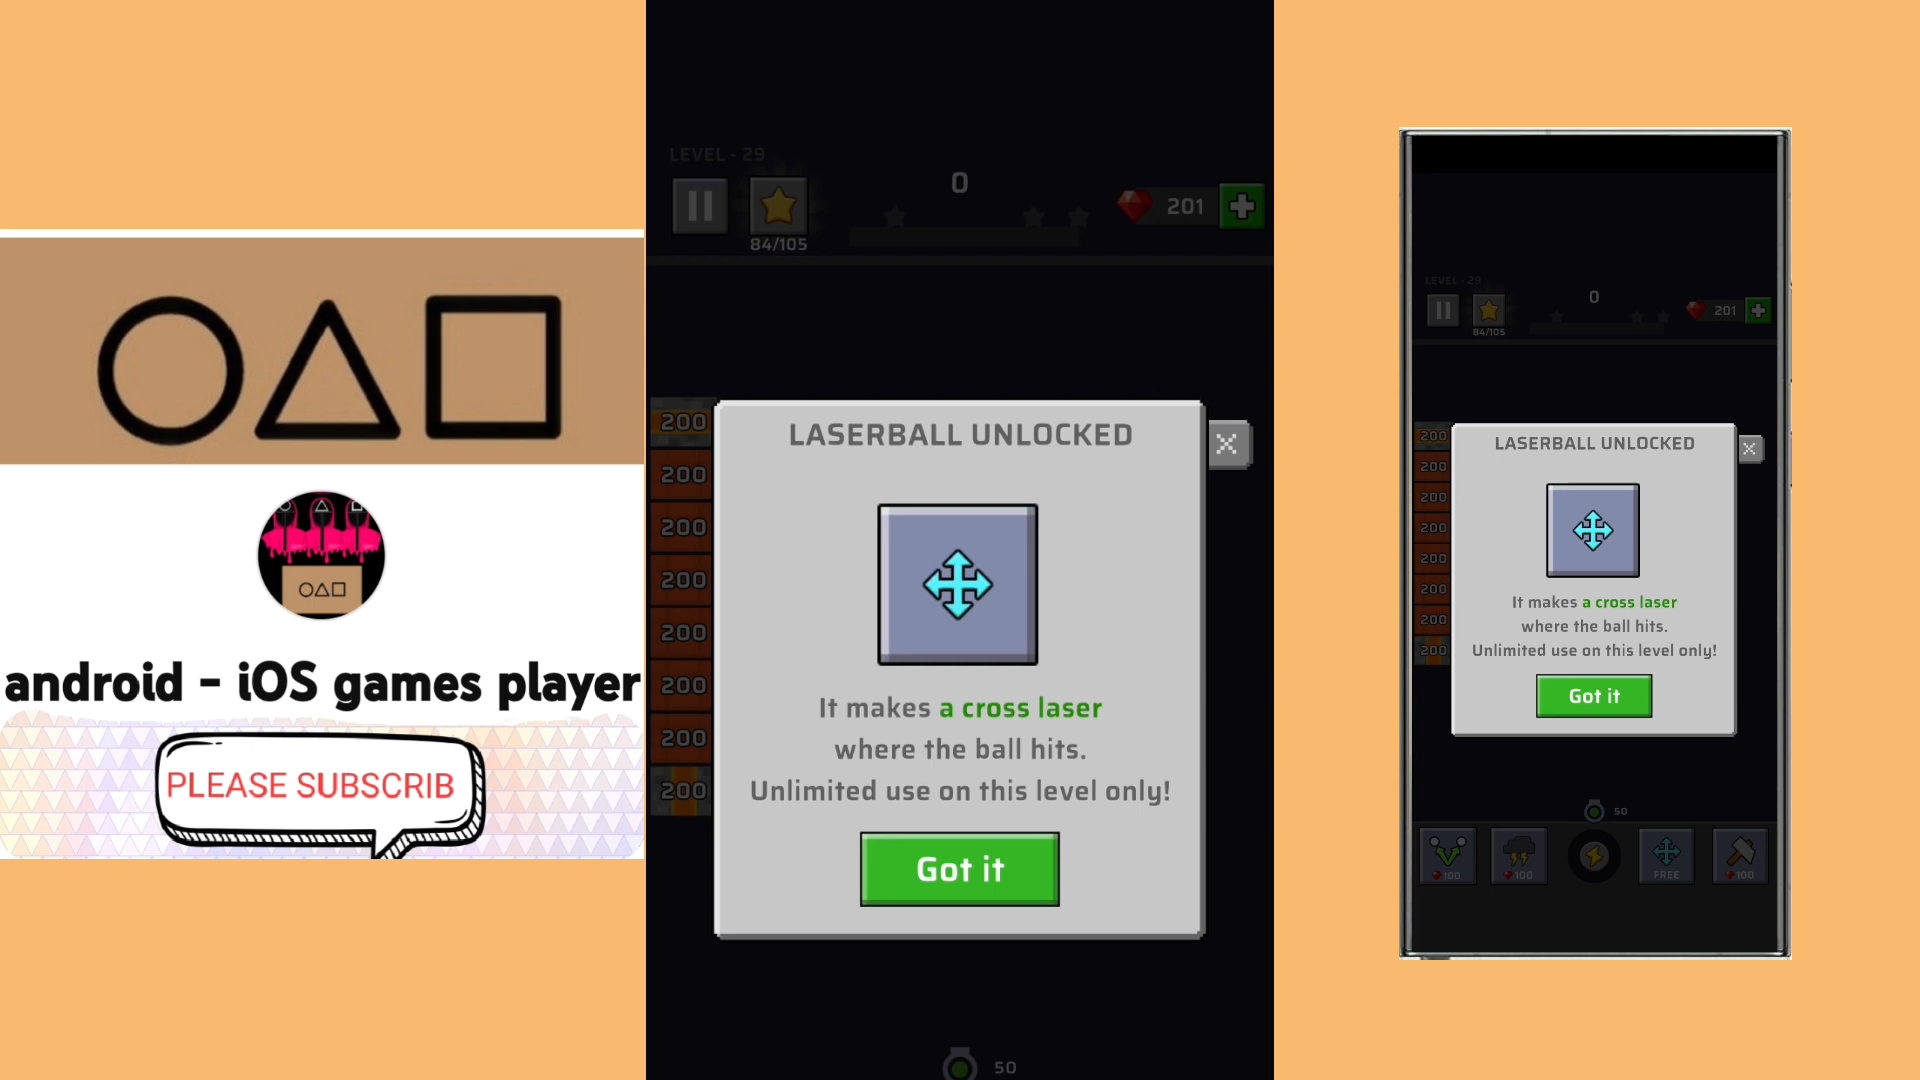 android - iOS games player
PLEASE SUBSCRIB
LEVEL - 29
0
84/105
201
200
200
200
200
200
200
200
200
LASERBALL UNLOCKED
It makes a cross laser
where the ball hits.
Unlimited use on this level only!
Got it
50
LEVEL - 29
0
84/105
201
200
200
200
200
200
200
200
200
LASERBALL UNLOCKED
It makes a cross laser
where the ball hits.
Unlimited use on this level only!
Got it
50
100
100
FREE
100